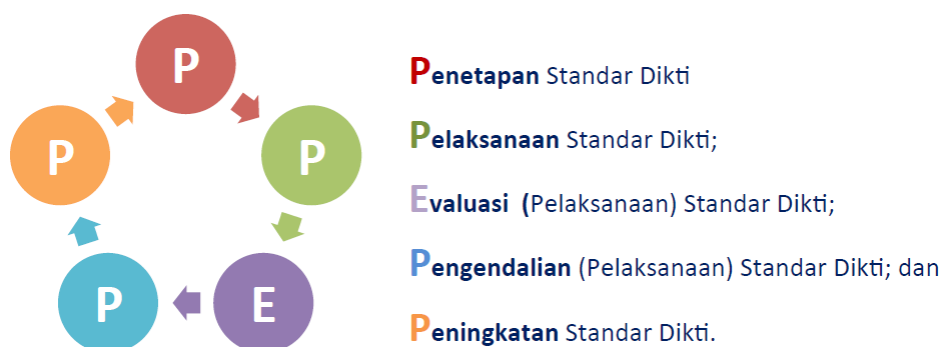 P
P
P
P
E
Penetapan Standar Dikti
Pelaksanaan Standar Dikti;
Evaluasi (Pelaksanaan) Standar Dikti;
Pengendalian (Pelaksanaan) Standar Dikti; dan
Peningkatan Standar Dikti.